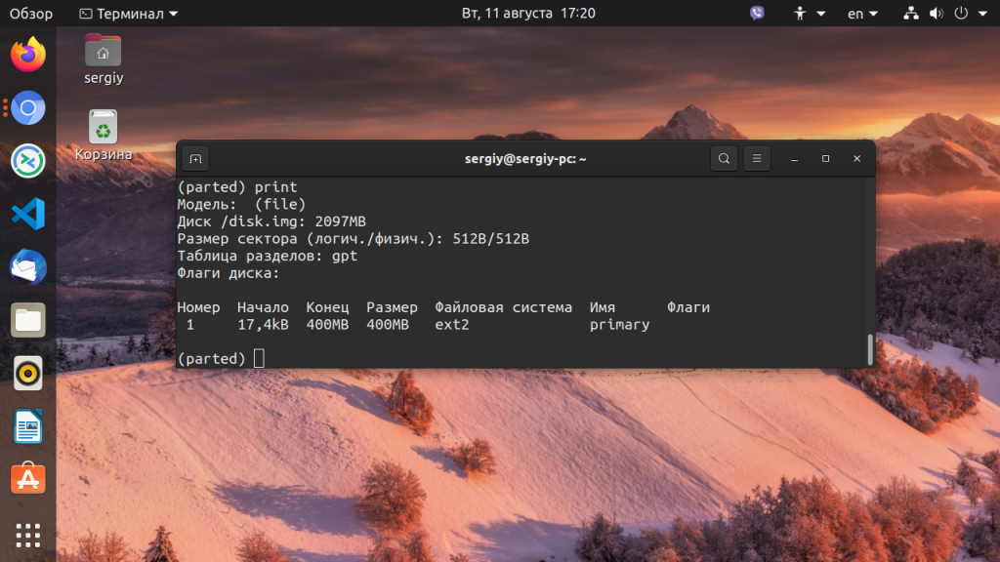 Обзор
Терминал
Вт, 11 августа 17:20
en
sergiy
Корзина
sergiy@sergiy-pc: ~
(parted) print
Модель:  (file)
Диск /disk.img: 2097MB
Размер сектора (логич./физич.): 512B/512B
Таблица разделов: gpt
Флаги диска:
Номер  Начало  Конец  Размер  Файловая система  Имя      Флаги
 1     17,4kB  400MB  400MB   ext2              primary
(parted)